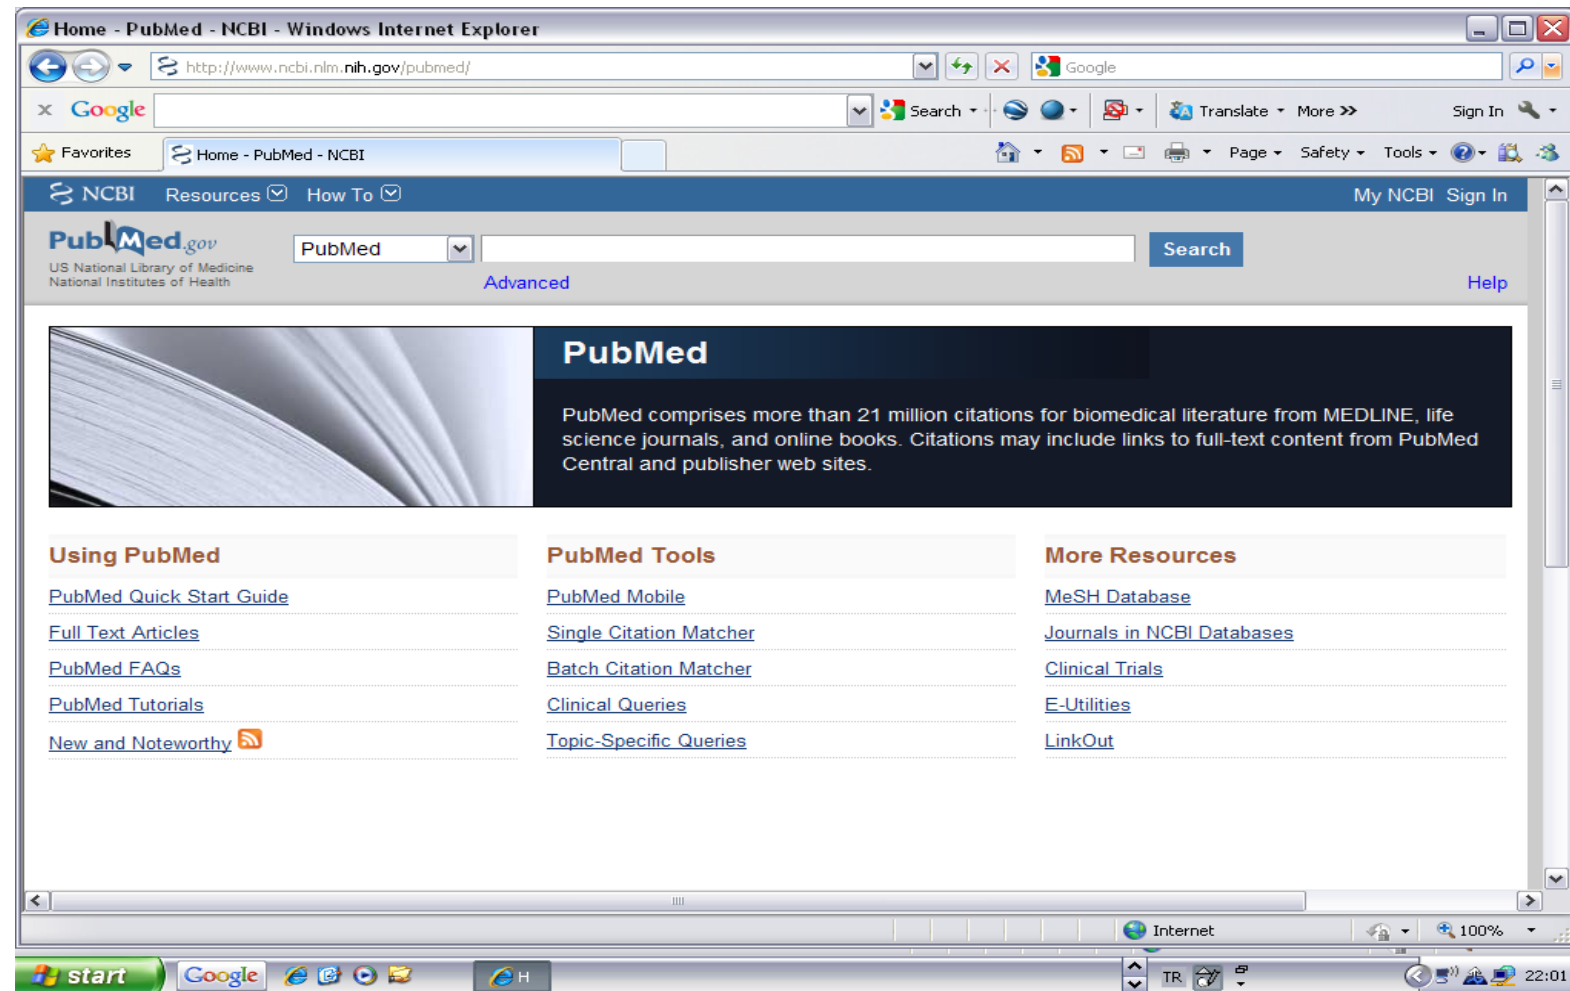 Home - PubMed - NCBI - Windows Internet Explorer
http://www.ncbi.nlm.nih.gov/pubmed/
Google
Google
Search
Translate
More >>
Sign In
Favorites
Home - PubMed - NCBI
Page
Safety
Tools
NCBI
Resources
How To
My NCBI
Sign In
PubMed.gov
US National Library of Medicine
National Institutes of Health
PubMed
Search
Advanced
Help
PubMed
PubMed comprises more than 21 million citations for biomedical literature from MEDLINE, life
science journals, and online books. Citations may include links to full-text content from PubMed
Central and publisher web sites.
Using PubMed
PubMed Quick Start Guide
Full Text Articles
PubMed FAQs
PubMed Tutorials
New and Noteworthy
PubMed Tools
PubMed Mobile
Single Citation Matcher
Batch Citation Matcher
Clinical Queries
Topic-Specific Queries
More Resources
MeSH Database
Journals in NCBI Databases
Clinical Trials
E-Utilities
LinkOut
Internet
100%
start
Google
H
TR
22:01